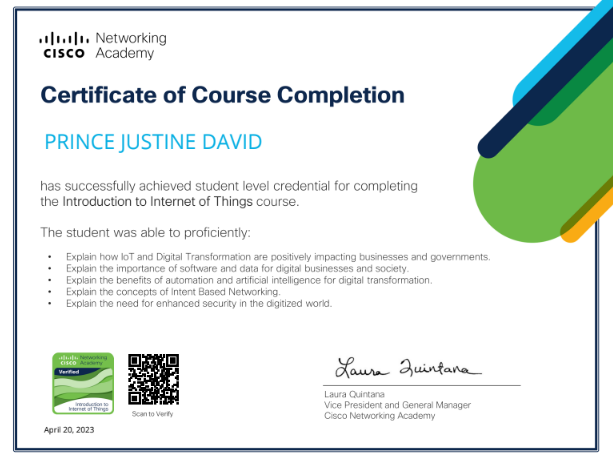 Networking
CISCO Academy
Certificate of Course Completion
PRINCE JUSTINE DAVID
has successfully achieved student level credential for completing
the Introduction to Internet of Things course.
The student was able to proficiently:
• Explain how IoT and Digital Transformation are positively impacting businesses and governments.
• Explain the importance of software and data for digital businesses and society.
• Explain the benefits of automation and artificial intelligence for digital transformation.
• Explain the concepts of Intent Based Networking.
• Explain the need for enhanced security in the digitized world.
Networking
CISCO Academy
Verified
Introduction to
Internet of Things
Scan to Verify
April 20, 2023
Laura Quintana
Laura Quintana
Vice President and General Manager
Cisco Networking Academy